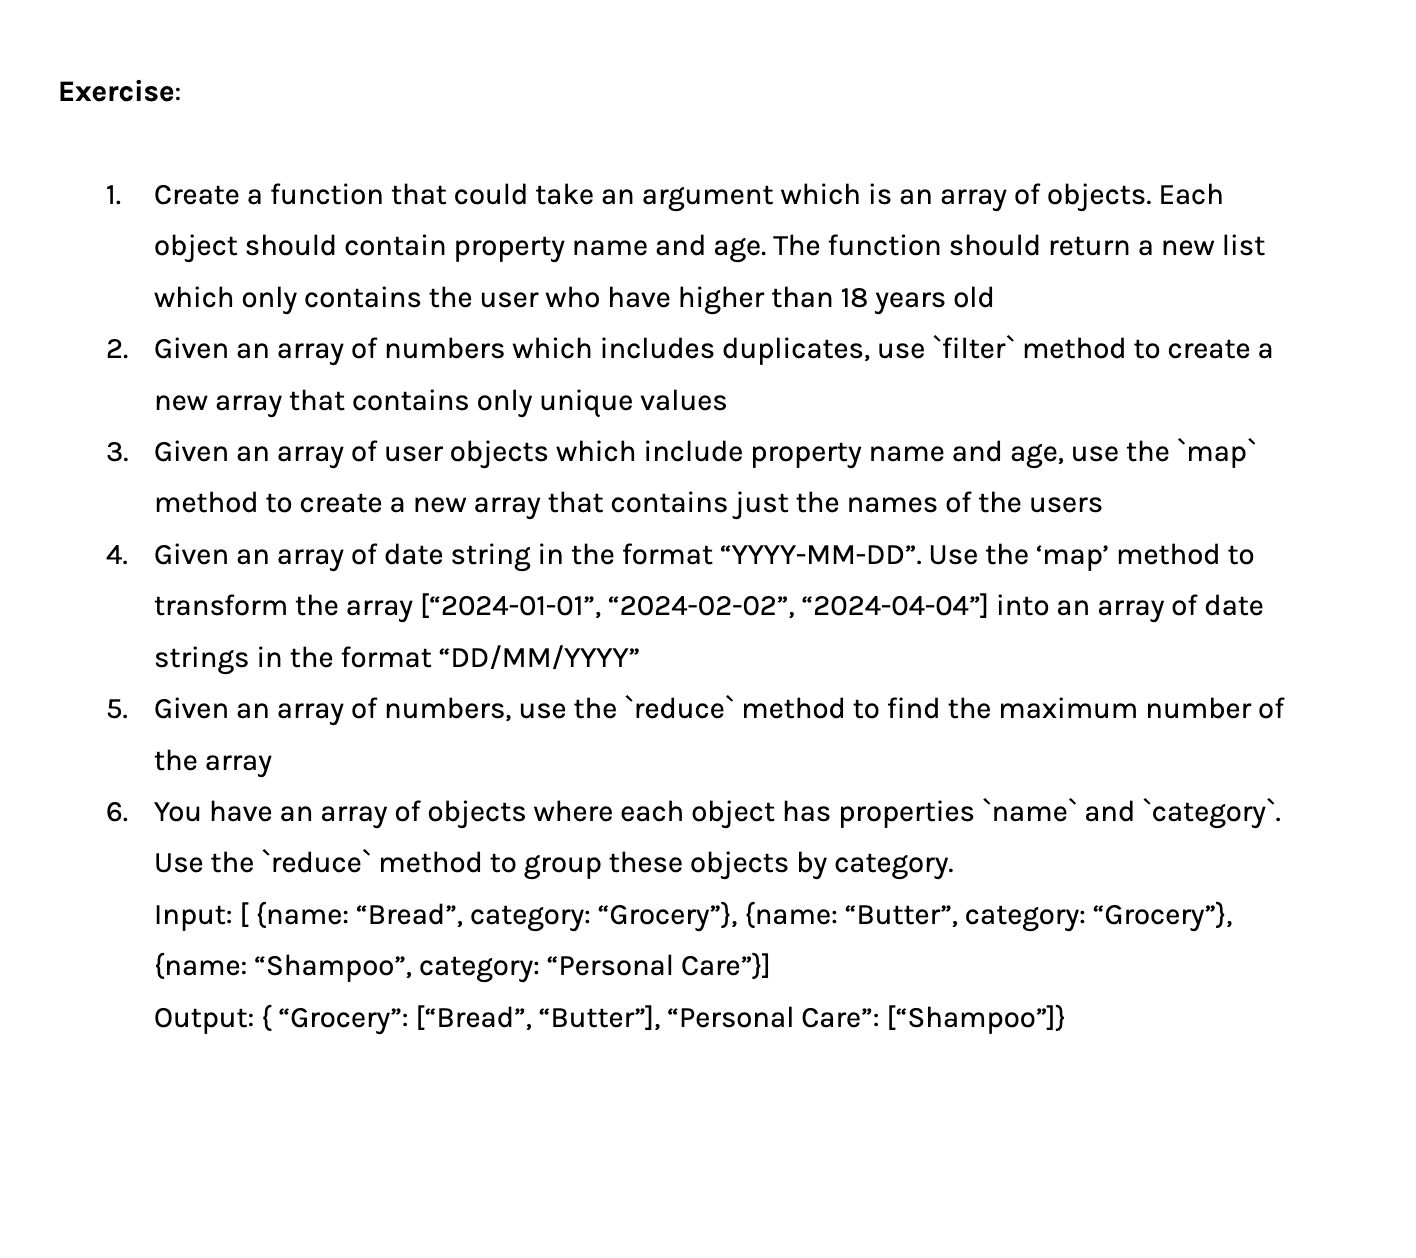 Exercise:
1. Create a function that could take an argument which is an array of objects. Each
object should contain property name and age. The function should return a new list
which only contains the user who have higher than 18 years old
2. Given an array of numbers which includes duplicates, use `filter` method to create a
new array that contains only unique values
3. Given an array of user objects which include property name and age, use the `map`
method to create a new array that contains just the names of the users
4. Given an array of date string in the format “YYYY-MM-DD”. Use the ‘map’ method to
transform the array [“2024-01-01”, “2024-02-02”, “2024-04-04”] into an array of date
strings in the format “DD/MM/YYYY”
5. Given an array of numbers, use the `reduce` method to find the maximum number of
the array
6. You have an array of objects where each object has properties `name` and `category`.
Use the `reduce` method to group these objects by category.
Input: [ {name: “Bread”, category: “Grocery”}, {name: “Butter”, category: “Grocery”},
{name: “Shampoo”, category: “Personal Care”}]
Output: { “Grocery”: [“Bread”, “Butter”], “Personal Care”: [“Shampoo”]}